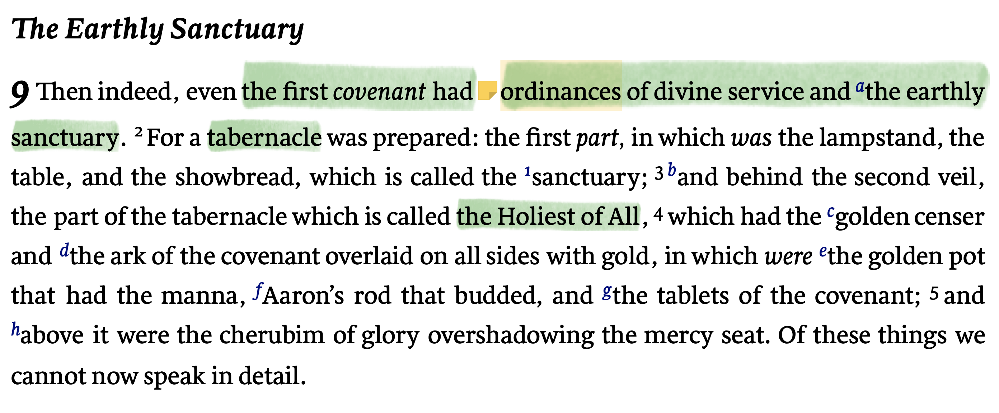 The Earthly Sanctuary
9 Then indeed, even the first covenant had ordinances of divine service and a the earthly
sanctuary. 2 For a tabernacle was prepared: the first part, in which was the lampstand, the
table, and the showbread, which is called the 1 sanctuary; 3 b and behind the second veil,
the part of the tabernacle which is called the Holiest of All, 4 which had the c golden censer
and d the ark of the covenant overlaid on all sides with gold, in which were e the golden pot
that had the manna, f Aaron’s rod that budded, and g the tablets of the covenant; 5 and
h above it were the cherubim of glory overshadowing the mercy seat. Of these things we
cannot now speak in detail.